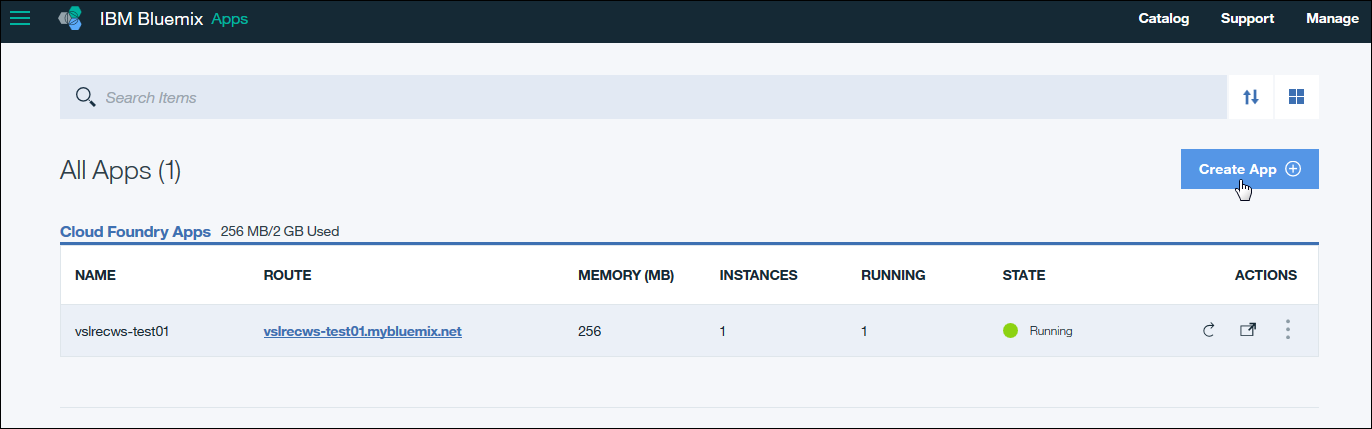 IBM Bluemix Apps Catalog Support Manage
Search Items
All Apps (1) Create App
Cloud Foundry Apps 256 MB/2 GB Used
NAME ROUTE MEMORY (MB) INSTANCES RUNNING STATE ACTIONS
vslrecws-test01 vslrecws-test01.mybluemix.net 256 1 1 Running